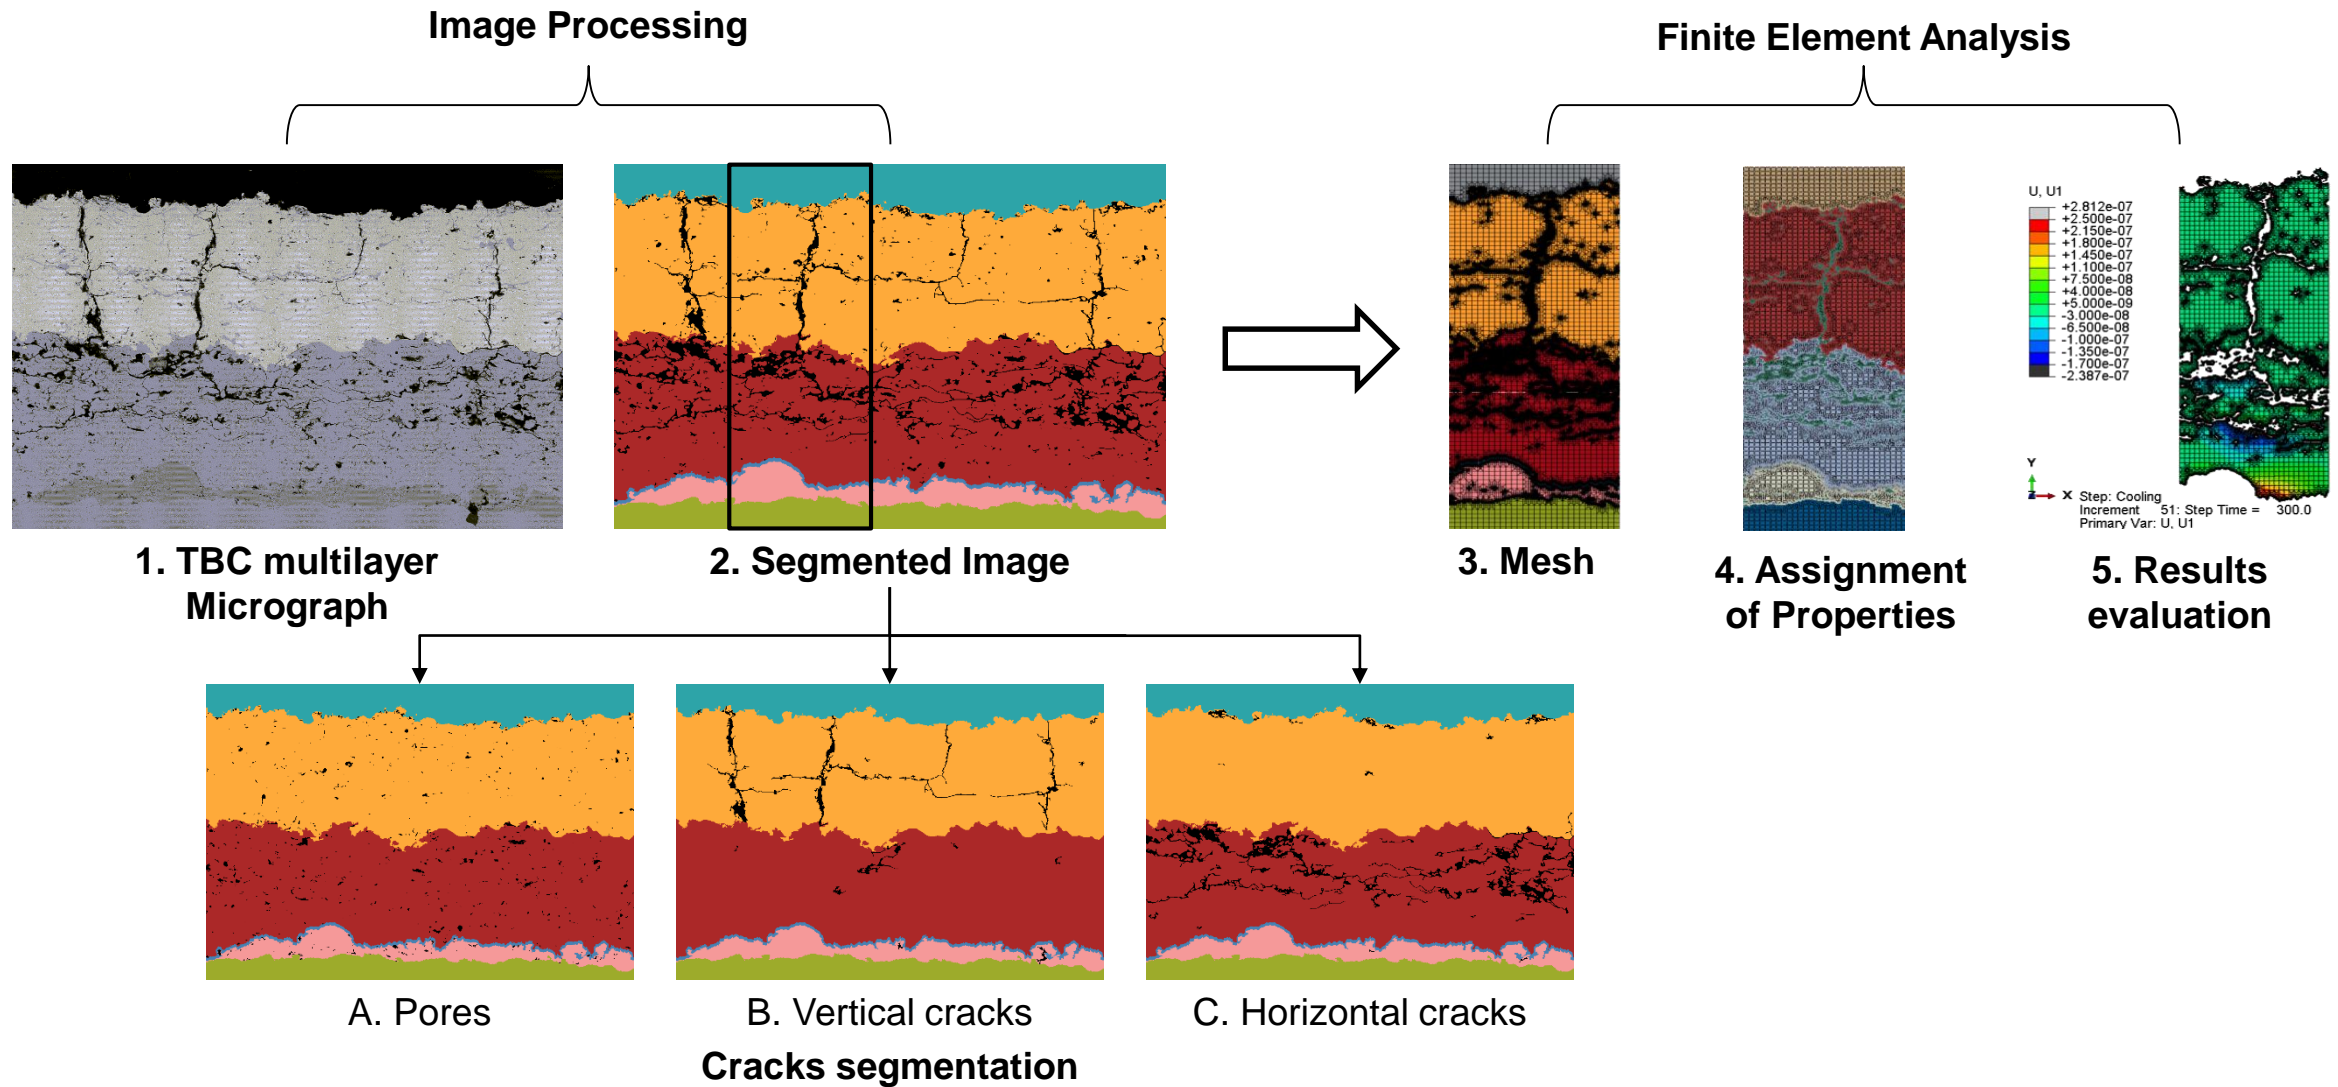 Image Processing
Finite Element Analysis
U, U1
+2.812e-07
+2.500e-07
+2.150e-07
+1.800e-07
+1.450e-07
+1.100e-07
+7.500e-08
+4.000e-08
+5.000e-09
-3.000e-08
-6.500e-08
-1.000e-07
-1.350e-07
-1.700e-07
-2.387e-07
Y
Z
X
Step: Cooling
Increment 51: Step Time = 300.0
Primary Var: U, U1
1. TBC multilayer
Micrograph
2. Segmented Image
3. Mesh
4. Assignment
of Properties
5. Results
evaluation
A. Pores
B. Vertical cracks
C. Horizontal cracks
Cracks segmentation